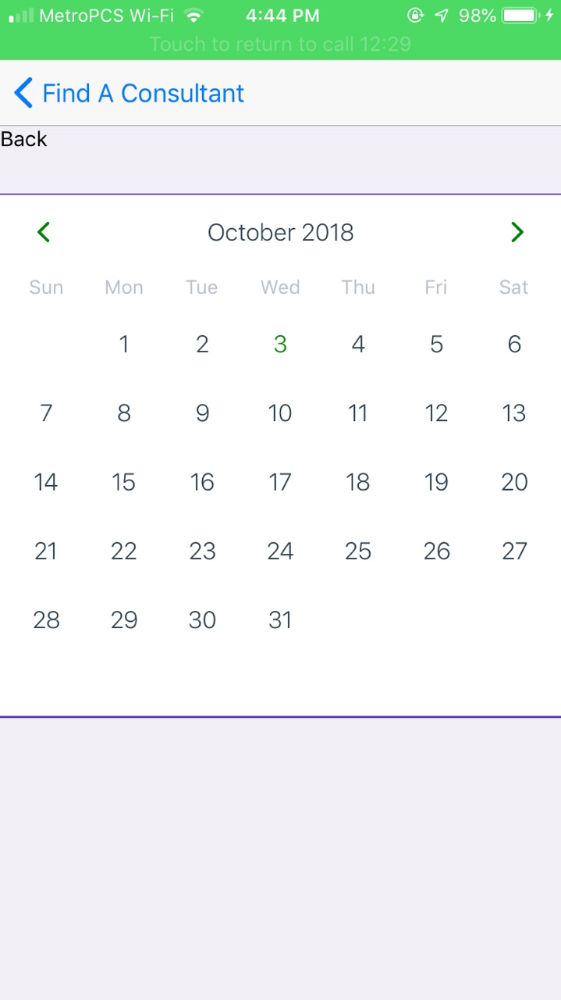 MetroPCS Wi-Fi 4:44 PM 98%
Touch to return to call 12:29
Find A Consultant
Back
October 2018
Sun Mon Tue Wed Thu Fri Sat
1 2 3 4 5 6
7 8 9 10 11 12 13
14 15 16 17 18 19 20
21 22 23 24 25 26 27
28 29 30 31